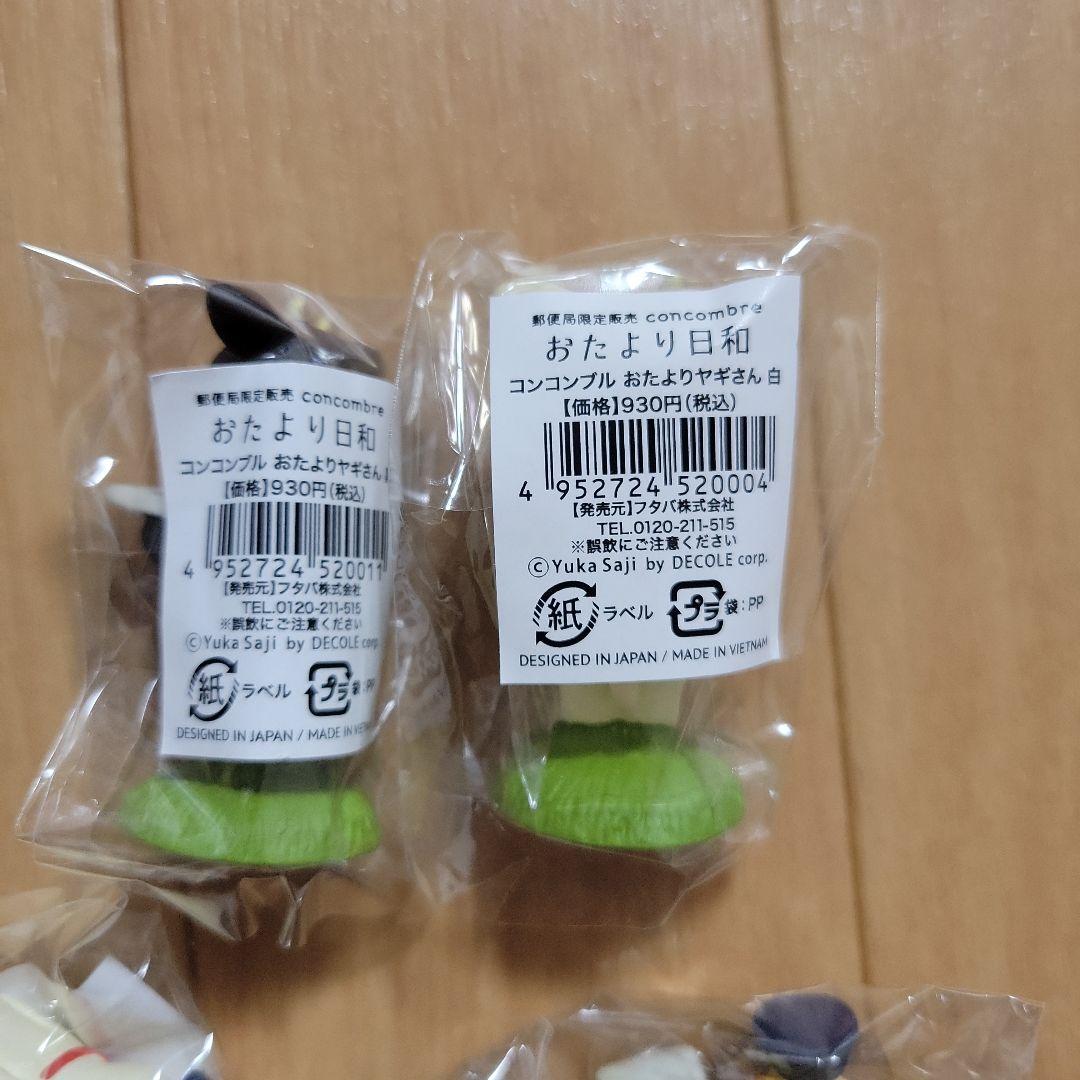 郵便局限定販売 concombre
おたより日和
コンコンブル おたよりヤギさん
【価格】930円(税込)
4 952724 520011
【発売元】フタバ株式会社
TEL.0120-211-515
※誤飲にご注意ください
©Yuka Saji by DECOLE corp.
紙 ラベル プラ 袋:PP
DESIGNED IN JAPAN / MADE IN VIETNAM
郵便局限定販売 concombre
おたより日和
コンコンブル おたよりヤギさん 白
【価格】930円(税込)
4 952724 520004
【発売元】フタバ株式会社
TEL.0120-211-515
※誤飲にご注意ください
©Yuka Saji by DECOLE corp.
紙 ラベル プラ 袋:PP
DESIGNED IN JAPAN / MADE IN VIETNAM